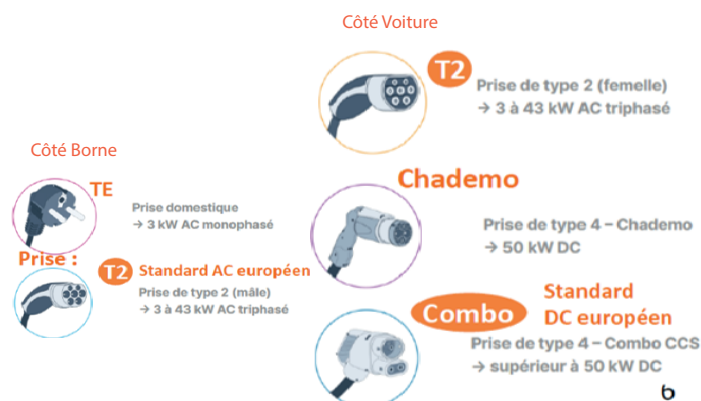 Côté Voiture
T2
Prise de type 2 (femelle)
→ 3 à 43 kW AC triphasé
Côté Borne
TE
Prise domestique
→ 3 kW AC monophasé
Prise :
T2 Standard AC européen
Prise de type 2 (mâle)
→ 3 à 43 kW AC triphasé
Chademo
Prise de type 4 – Chademo
→ 50 kW DC
Combo
Standard
DC européen
Prise de type 4 – Combo CCS
→ supérieur à 50 kW DC
6